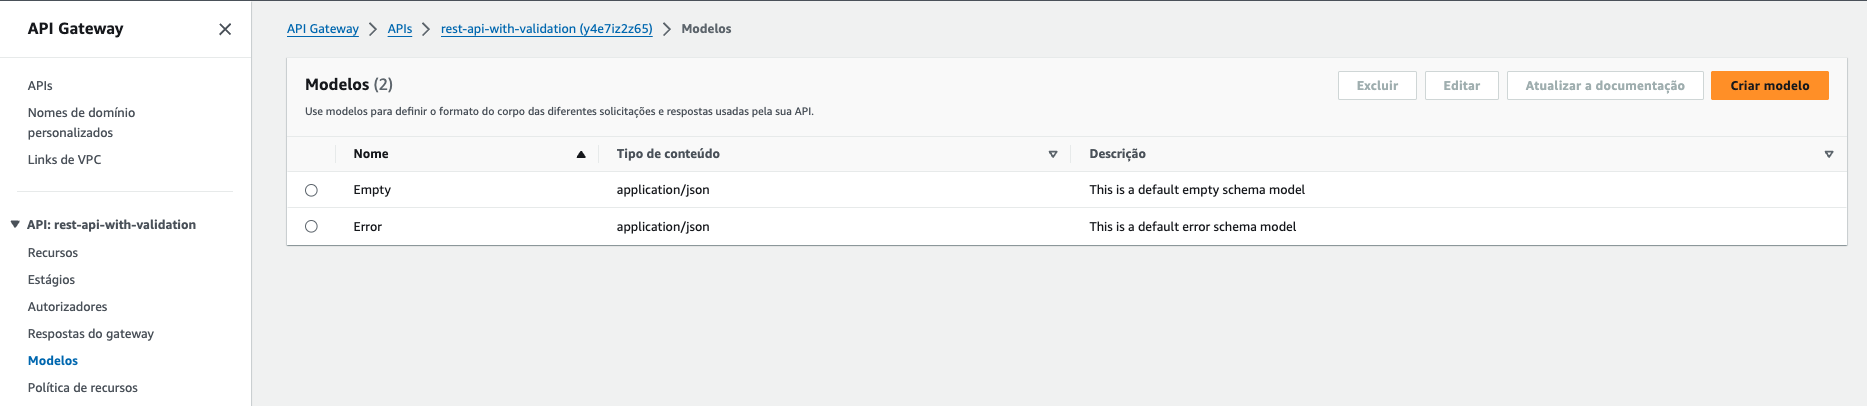 API Gateway
APIs
Nomes de domínio
personalizados
Links de VPC
API: rest-api-with-validation
Recursos
Estágios
Autorizadores
Respostas do gateway
Modelos
Política de recursos
API Gateway > APIs > rest-api-with-validation (y4e7iz2z65) > Modelos
Modelos (2)
Excluir Editar Atualizar a documentação Criar modelo
Use modelos para definir o formato do corpo das diferentes solicitações e respostas usadas pela sua API.
Nome Tipo de conteúdo Descrição
Empty application/json This is a default empty schema model
Error application/json This is a default error schema model